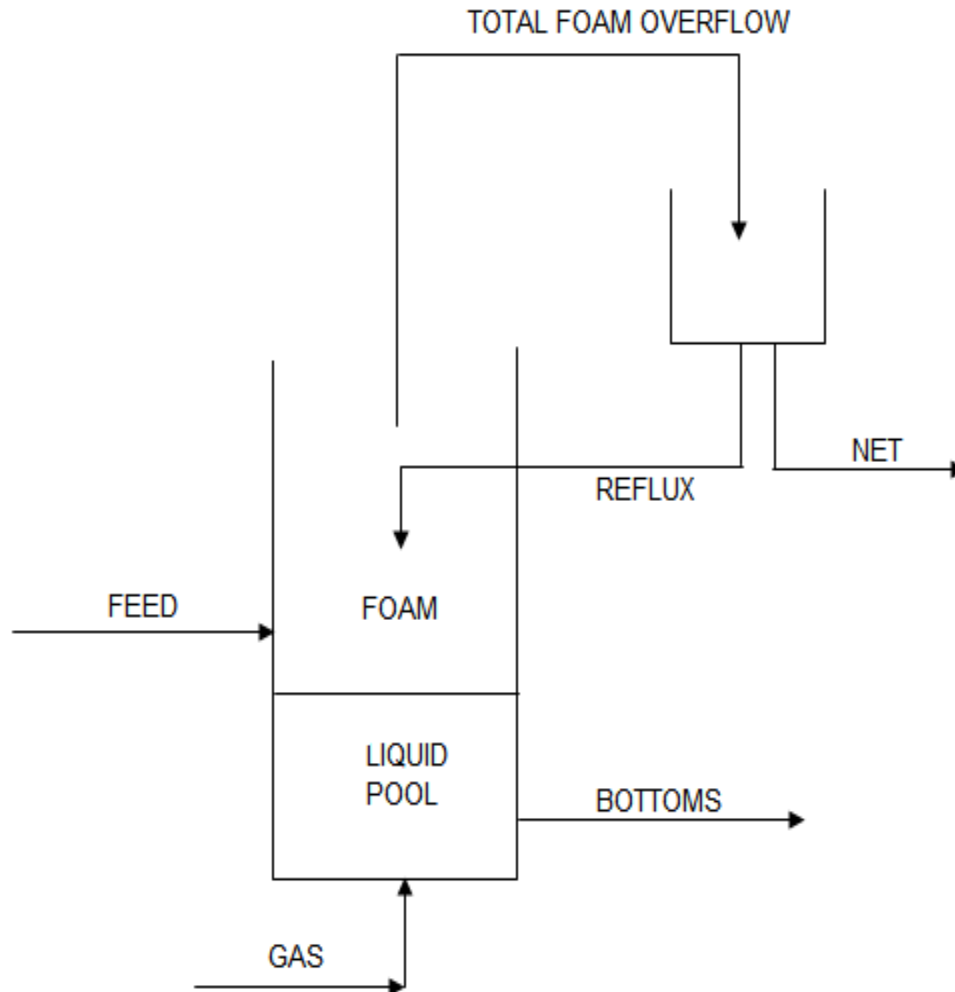 TOTAL FOAM OVERFLOW
NET
REFLUX
FEED
FOAM
LIQUID
POOL
BOTTOMS
GAS